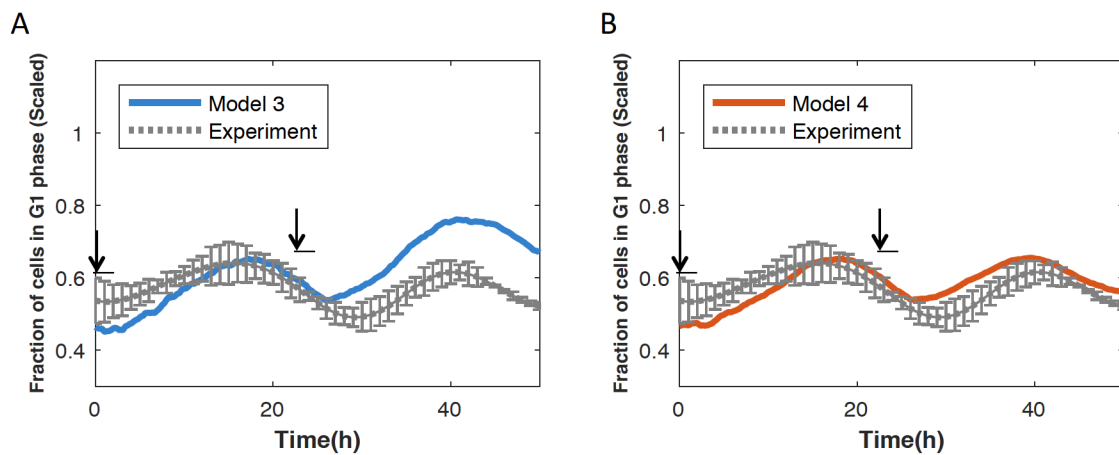 A
Fraction of cells in G1 phase (Scaled)
1
0.8
0.6
0.4
0
20
40
Time(h)
Model 3
Experiment
B
Fraction of cells in G1 phase (Scaled)
1
0.8
0.6
0.4
0
20
40
Time(h)
Model 4
Experiment